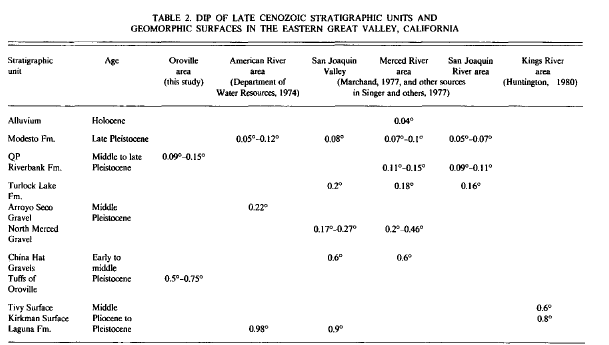 TABLE 2. DIP OF LATE CENOZOIC STRATIGRAPHIC UNITS AND
GEOMORPHIC SURFACES IN THE EASTERN GREAT VALLEY, CALIFORNIA
Stratigraphic Age Oroville American River San Joaquin Merced River San Joaquin Kings River
unit area area Valley area River area area
(this study) (Department of (Marchand, 1977, and other sources (Huntington, 1980)
Water Resources, 1974) in Singer and others, 1977)
Alluvium Holocene 0.04°
Modesto Fm. Late Pleistocene 0.05°-0.12° 0.08° 0.07°-0.1° 0.05°-0.07°
QP Middle to late 0.09°-0.15°
Riverbank Fm. Pleistocene 0.11°-0.15° 0.09°-0.11°
Turlock Lake 0.2° 0.18° 0.16°
Fm.
Arroyo Seco Middle 0.22°
Gravel Pleistocene
North Merced 0.17°-0.27° 0.2°-0.46°
Gravel
China Hat Early to 0.6° 0.6°
Gravels middle
Tuffs of Pleistocene 0.5°-0.75°
Oroville
Tivy Surface Middle 0.6°
Kirkman Surface Pliocene to 0.8°
Laguna Fm. Pleistocene 0.98° 0.9°